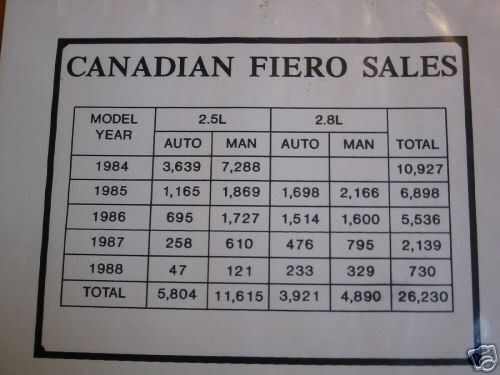 CANADIAN FIERO SALES
MODEL YEAR 2.5L 2.8L TOTAL
AUTO MAN AUTO MAN
1984 3,639 7,288 10,927
1985 1,165 1,869 1,698 2,166 6,898
1986 695 1,727 1,514 1,600 5,536
1987 258 610 476 795 2,139
1988 47 121 233 329 730
TOTAL 5,804 11,615 3,921 4,890 26,230